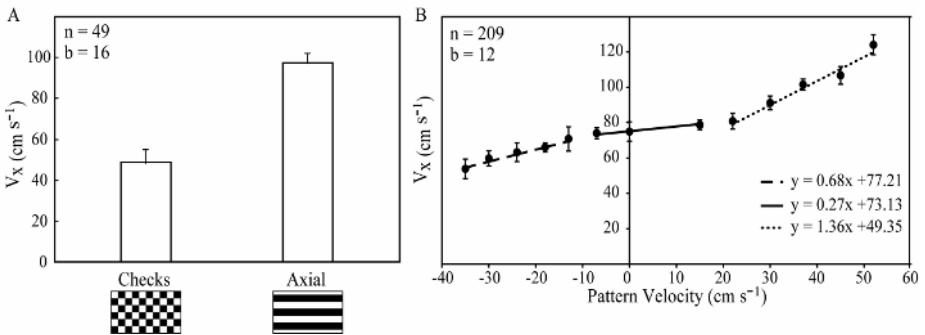 A
n = 49
b = 16
100
80
60
40
20
0
Vx (cm s⁻¹)
Checks
Axial
B
n = 209
b = 12
120
100
80
60
40
20
Vx (cm s⁻¹)
y = 0.68x +77.21
y = 0.27x +73.13
y = 1.36x +49.35
-40 -30 -20 -10 0 10 20 30 40 50 60
Pattern Velocity (cm s⁻¹)